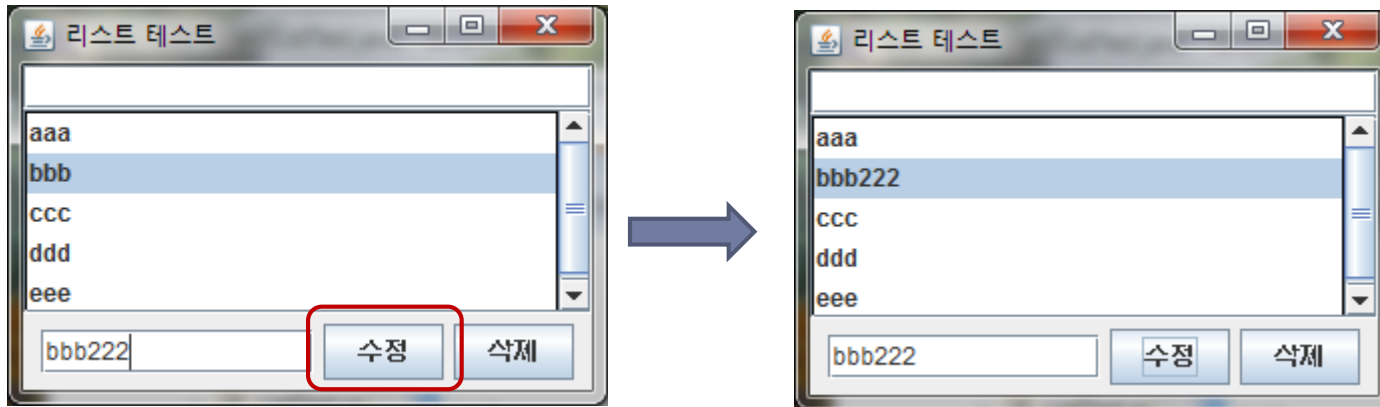 리스트 테스트
aaa
bbb
ccc
ddd
eee
bbb222 수정 삭제
리스트 테스트
aaa
bbb222
ccc
ddd
eee
bbb222 수정 삭제